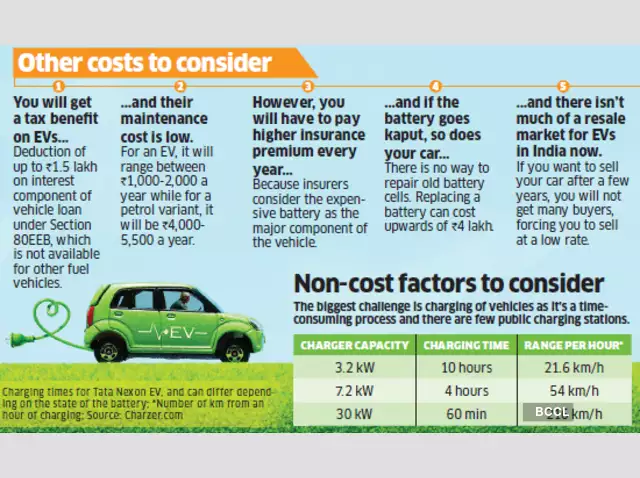 Other costs to consider
1
You will get
a tax benefit
on EVs...
Deduction of
up to ₹1.5 lakh
on interest
component of
vehicle loan
under Section
80EEB, which
is not available
for other fuel
vehicles.
2
...and their
maintenance
cost is low.
For an EV, it will
range between
₹1,000-2,000 a
year while for a
petrol variant, it
will be ₹4,000-
5,500 a year.
3
However, you
will have to pay
higher insurance
premium every
year...
Because insurers
consider the expen-
sive battery as the
major component of
the vehicle.
4
...and if the
battery goes
kaput, so does
your car...
There is no way to
repair old battery
cells. Replacing a
battery can cost
upwards of ₹4 lakh.
5
...and there isn't
much of a resale
market for EVs
in India now.
If you want to sell
your car after a few
years, you will not
get many buyers,
forcing you to sell
at a low rate.
EV
Non-cost factors to consider
The biggest challenge is charging of vehicles as it's a time-
consuming process and there are few public charging stations.
CHARGER CAPACITY CHARGING TIME RANGE PER HOUR*
3.2 kW 10 hours 21.6 km/h
7.2 kW 4 hours 54 km/h
30 kW 60 min km/h
BCCL
Charging times for Tata Nexon EV, and can differ depend-
ing on the state of the battery; *Number of km from an
hour of charging; Source: Charzer.com